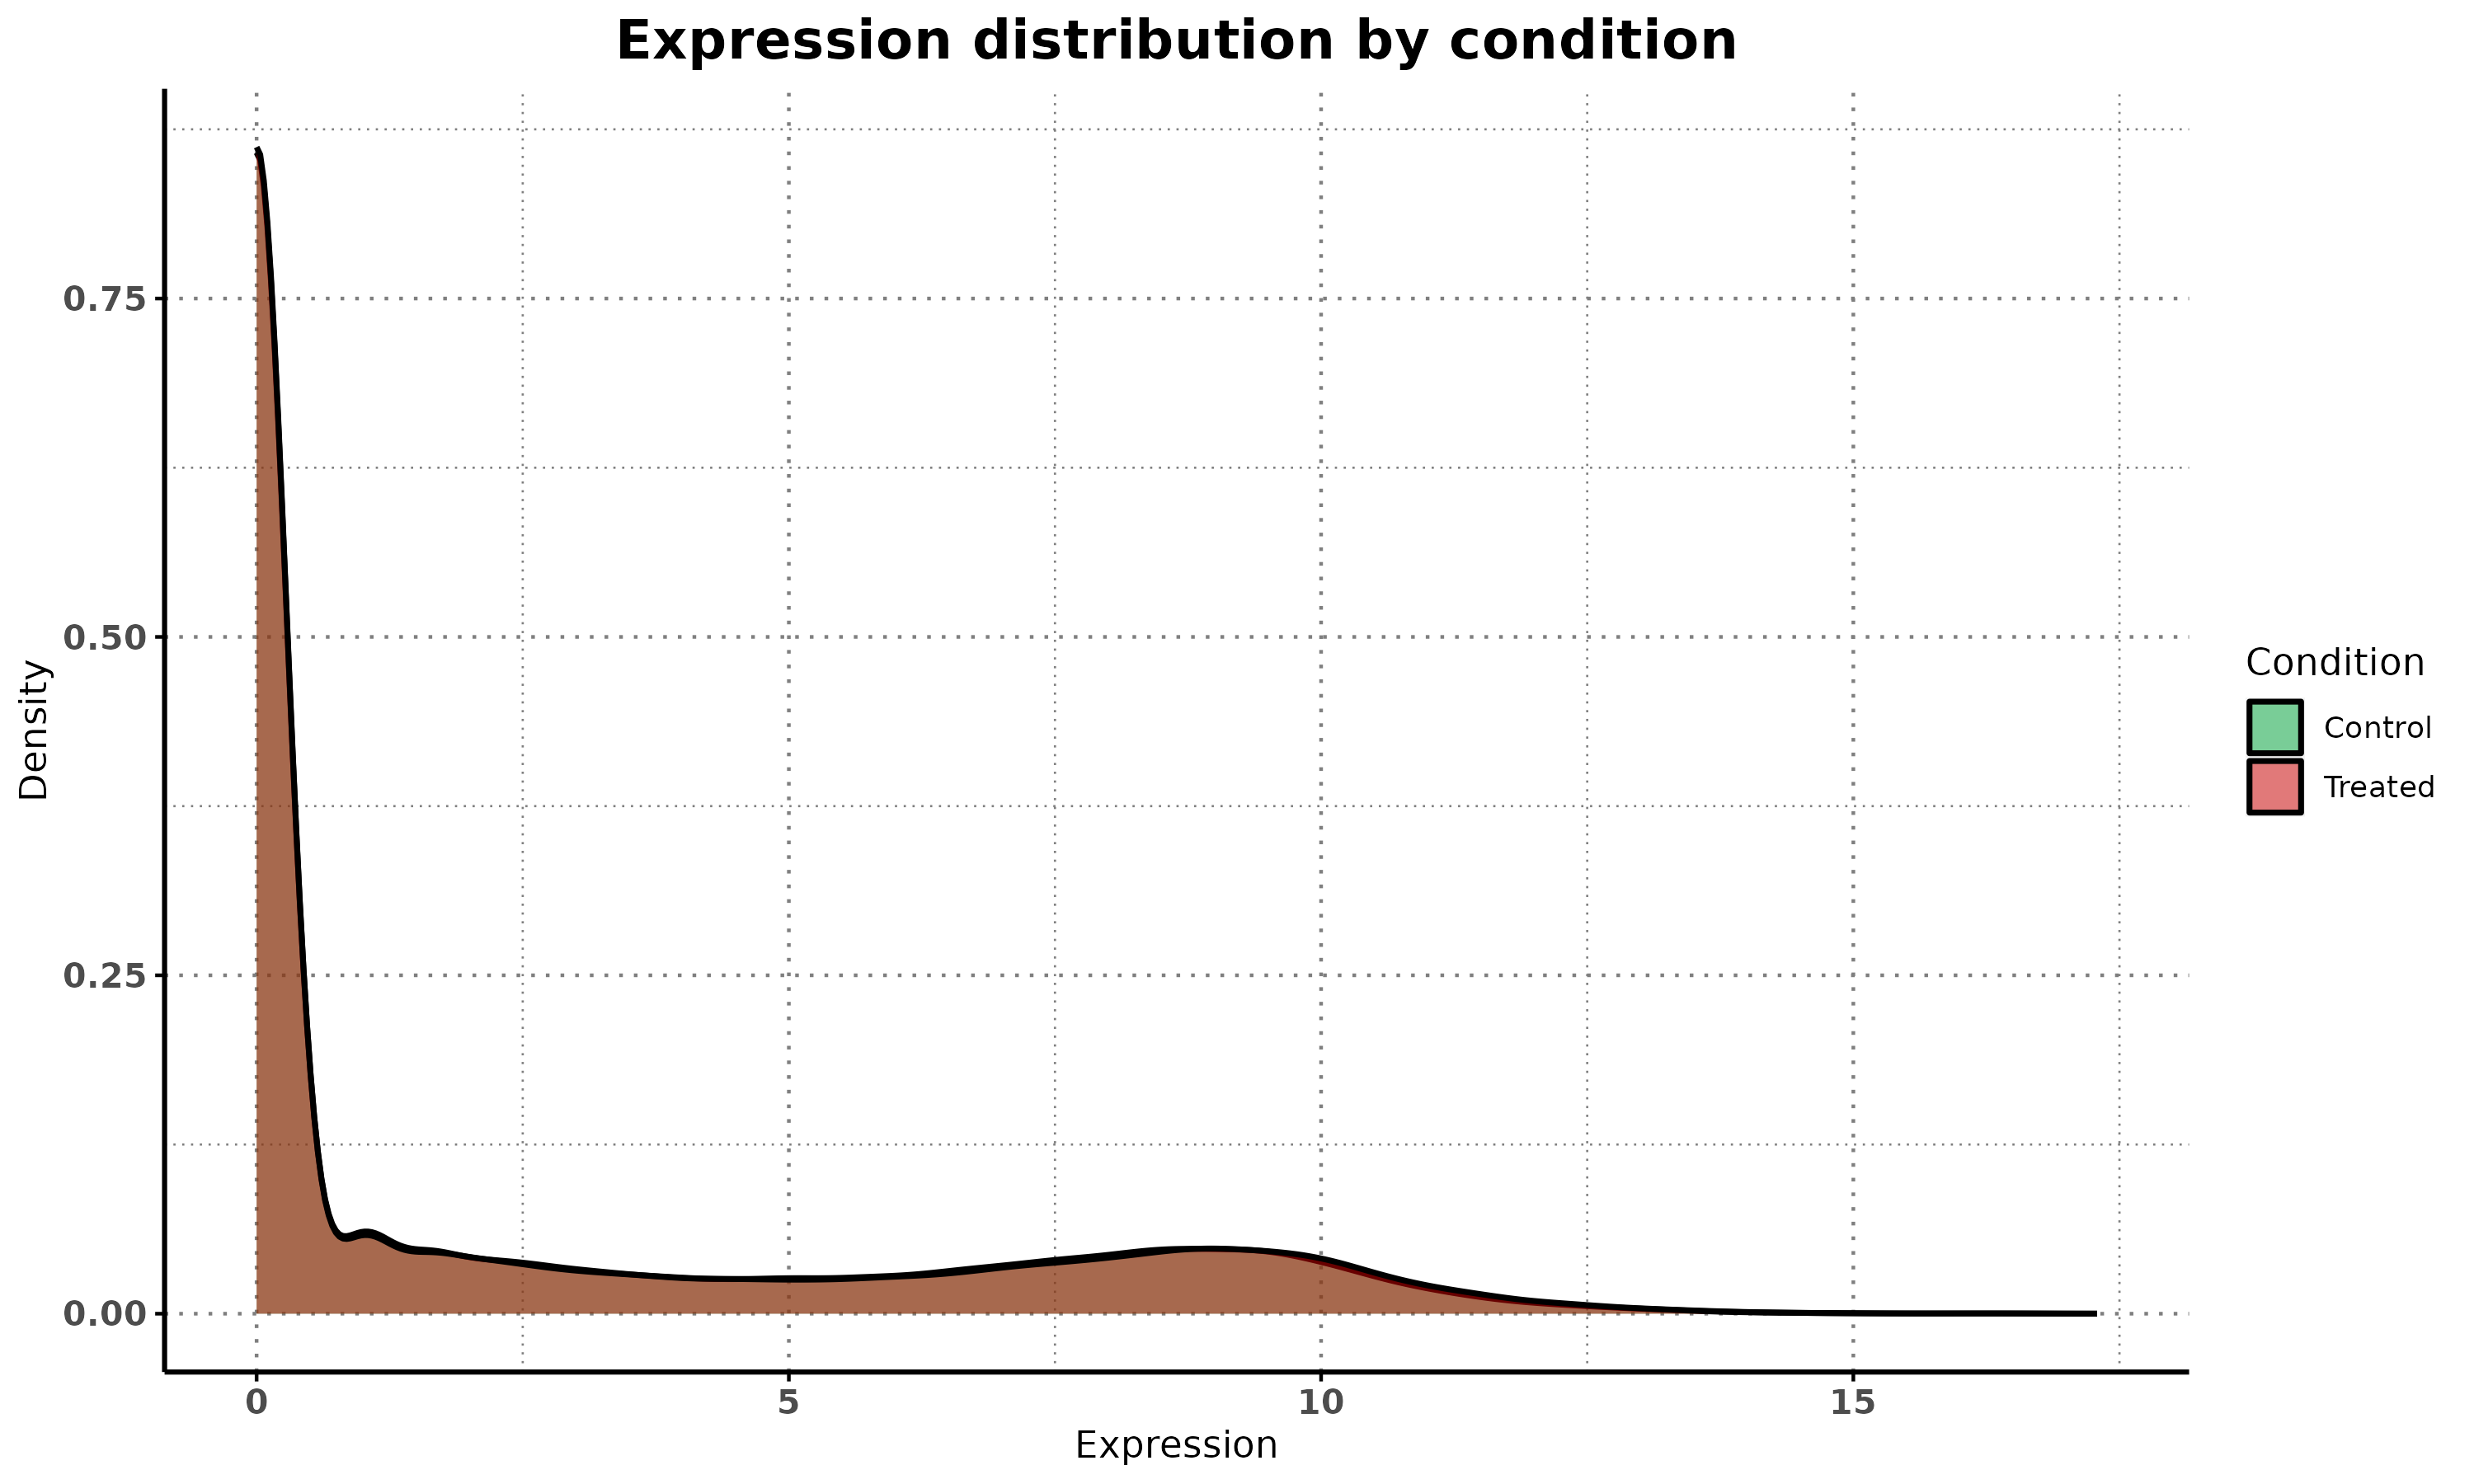 Expression distribution by condition
Density
0.75
0.50
0.25
0.00
0
5
10
15
Expression
Condition
Control
Treated